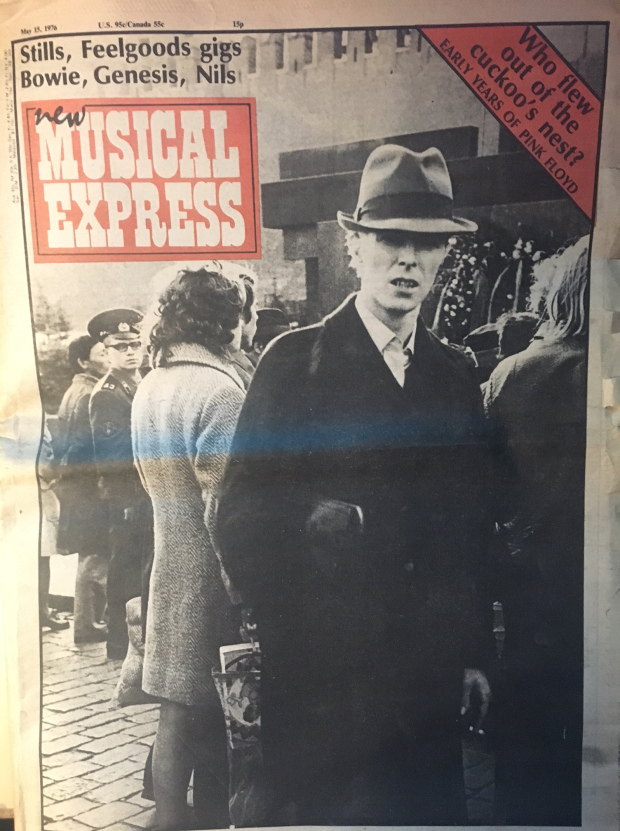 May 15, 1976 U.S. 95c/Canada 55c 15p
Stills, Feelgoods gigs
Bowie, Genesis, Nils
new
MUSICAL
EXPRESS
Who flew
out of the
cuckoo's nest?
EARLY YEARS OF PINK FLOYD